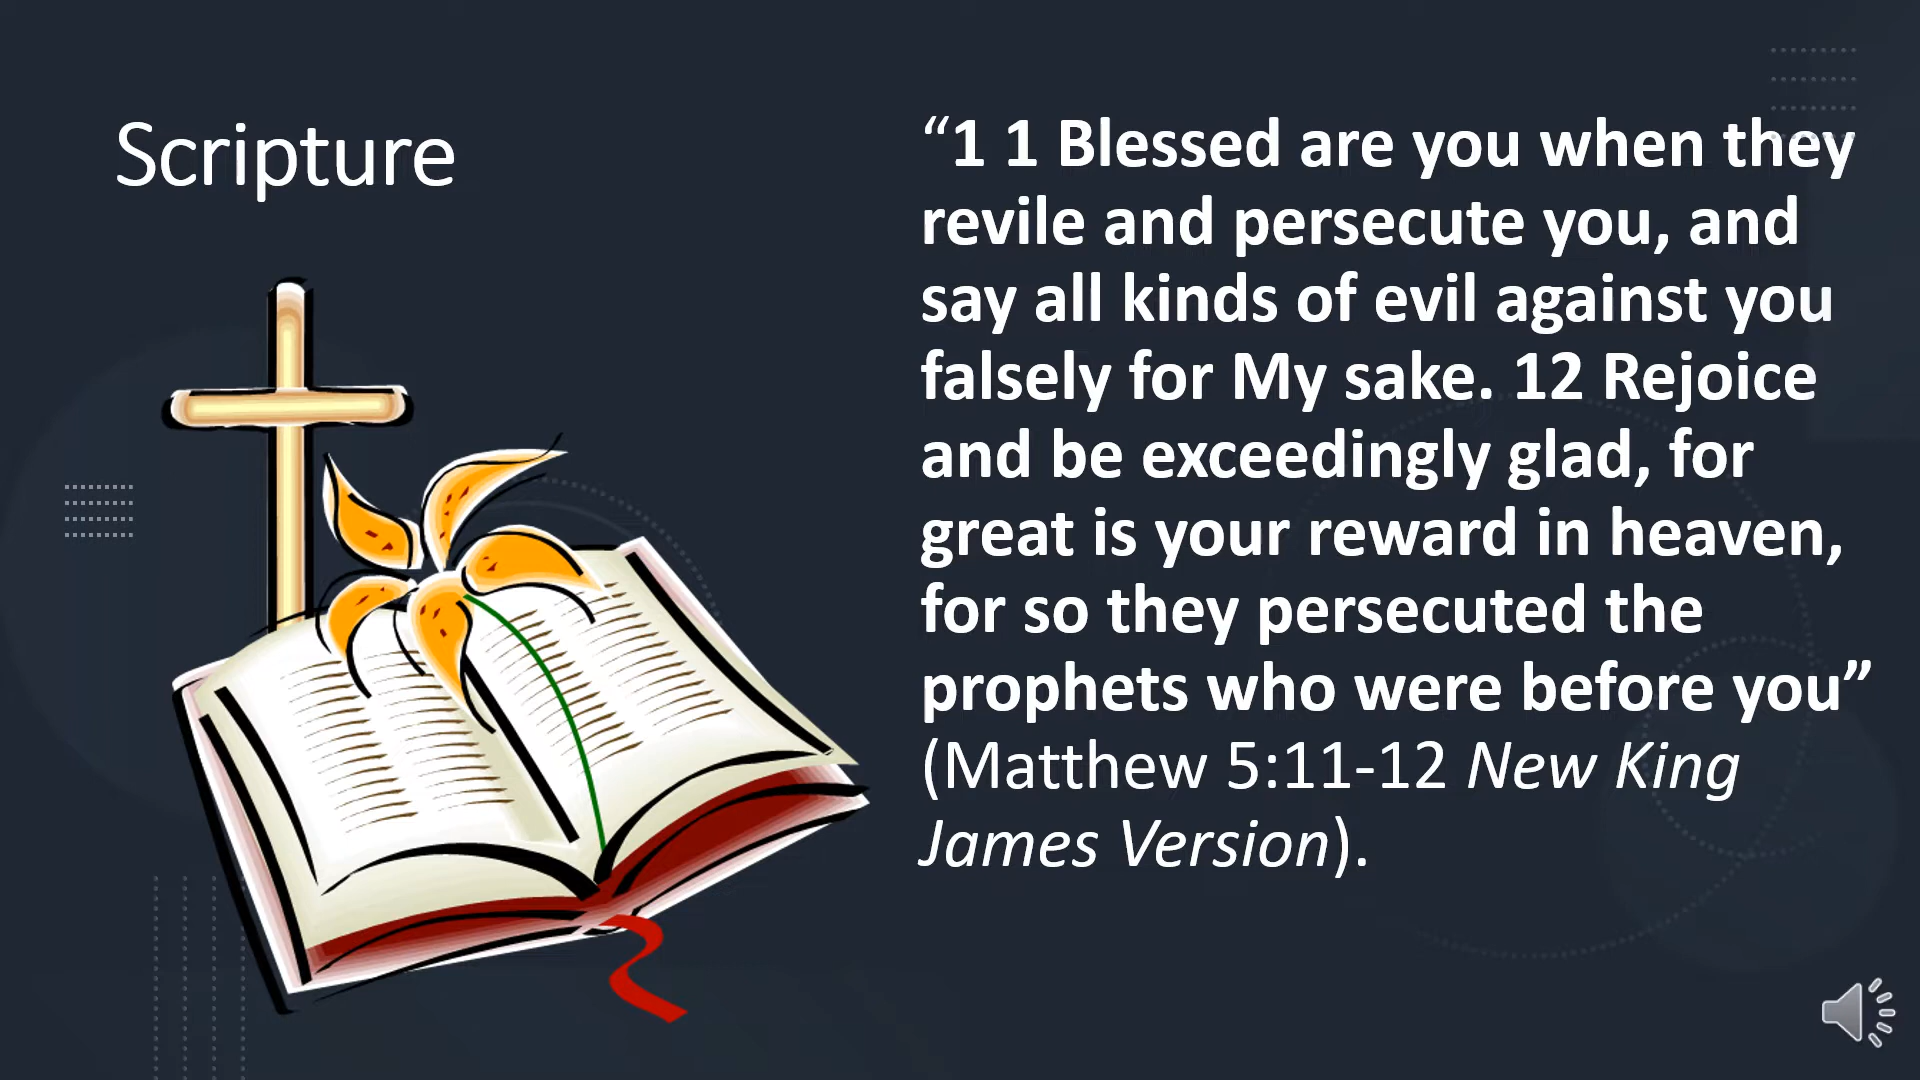 Scripture
“1 1 Blessed are you when they
revile and persecute you, and
say all kinds of evil against you
falsely for My sake. 12 Rejoice
and be exceedingly glad, for
great is your reward in heaven,
for so they persecuted the
prophets who were before you”
(Matthew 5:11-12 New King
James Version).